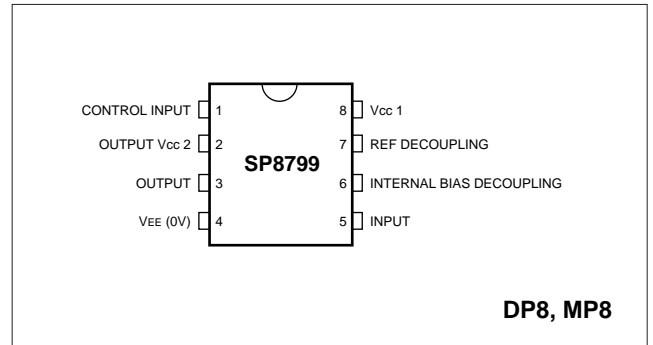 CONTROL INPUT 1
OUTPUT Vcc 2 2
OUTPUT 3
VEE (0V) 4
SP8799
8 Vcc 1
7 REF DECOUPLING
6 INTERNAL BIAS DECOUPLING
5 INPUT
DP8, MP8